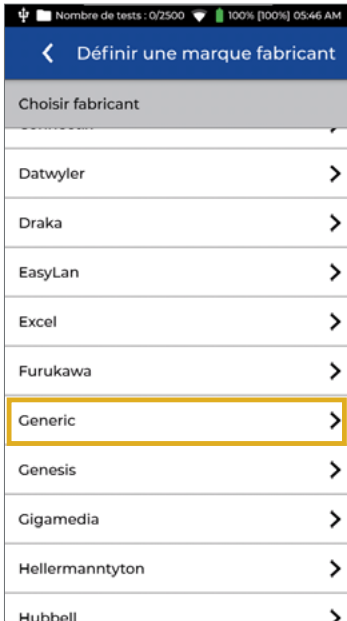 Nombre de tests : 0/2500 100% [100%] 05:46 AM
Définir une marque fabricant
Choisir fabricant
Datwyler
Draka
EasyLan
Excel
Furukawa
Generic
Genesis
Gigamedia
Hellermanntyton
Hubbell